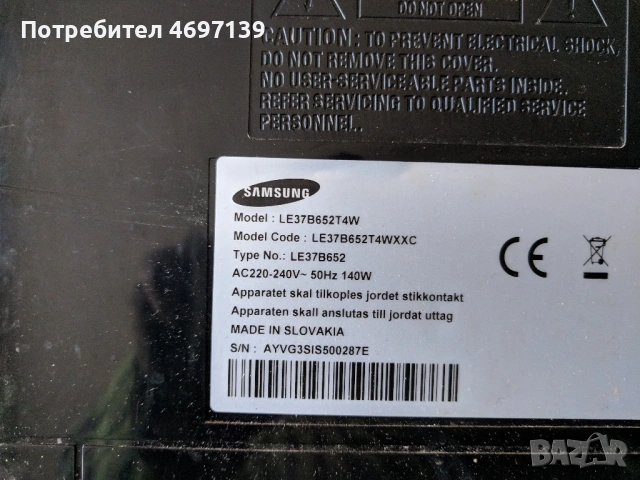 Потребител 4697139
DO NOT OPEN
CAUTION: TO PREVENT ELECTRICAL SHOCK,
DO NOT REMOVE THIS COVER.
NO USER-SERVICEABLE PARTS INSIDE.
REFER SERVICING TO QUALIFIED SERVICE
PERSONNEL.
SAMSUNG
Model : LE37B652T4W
Model Code : LE37B652T4WXXC
Type No.: LE37B652
AC220-240V~ 50Hz 140W
Apparatet skal tilkoples jordet stikkontakt
Apparaten skall anslutas till jordat uttag
MADE IN SLOVAKIA
S/N : AYVG3SIS500287E
CE
BAZAR